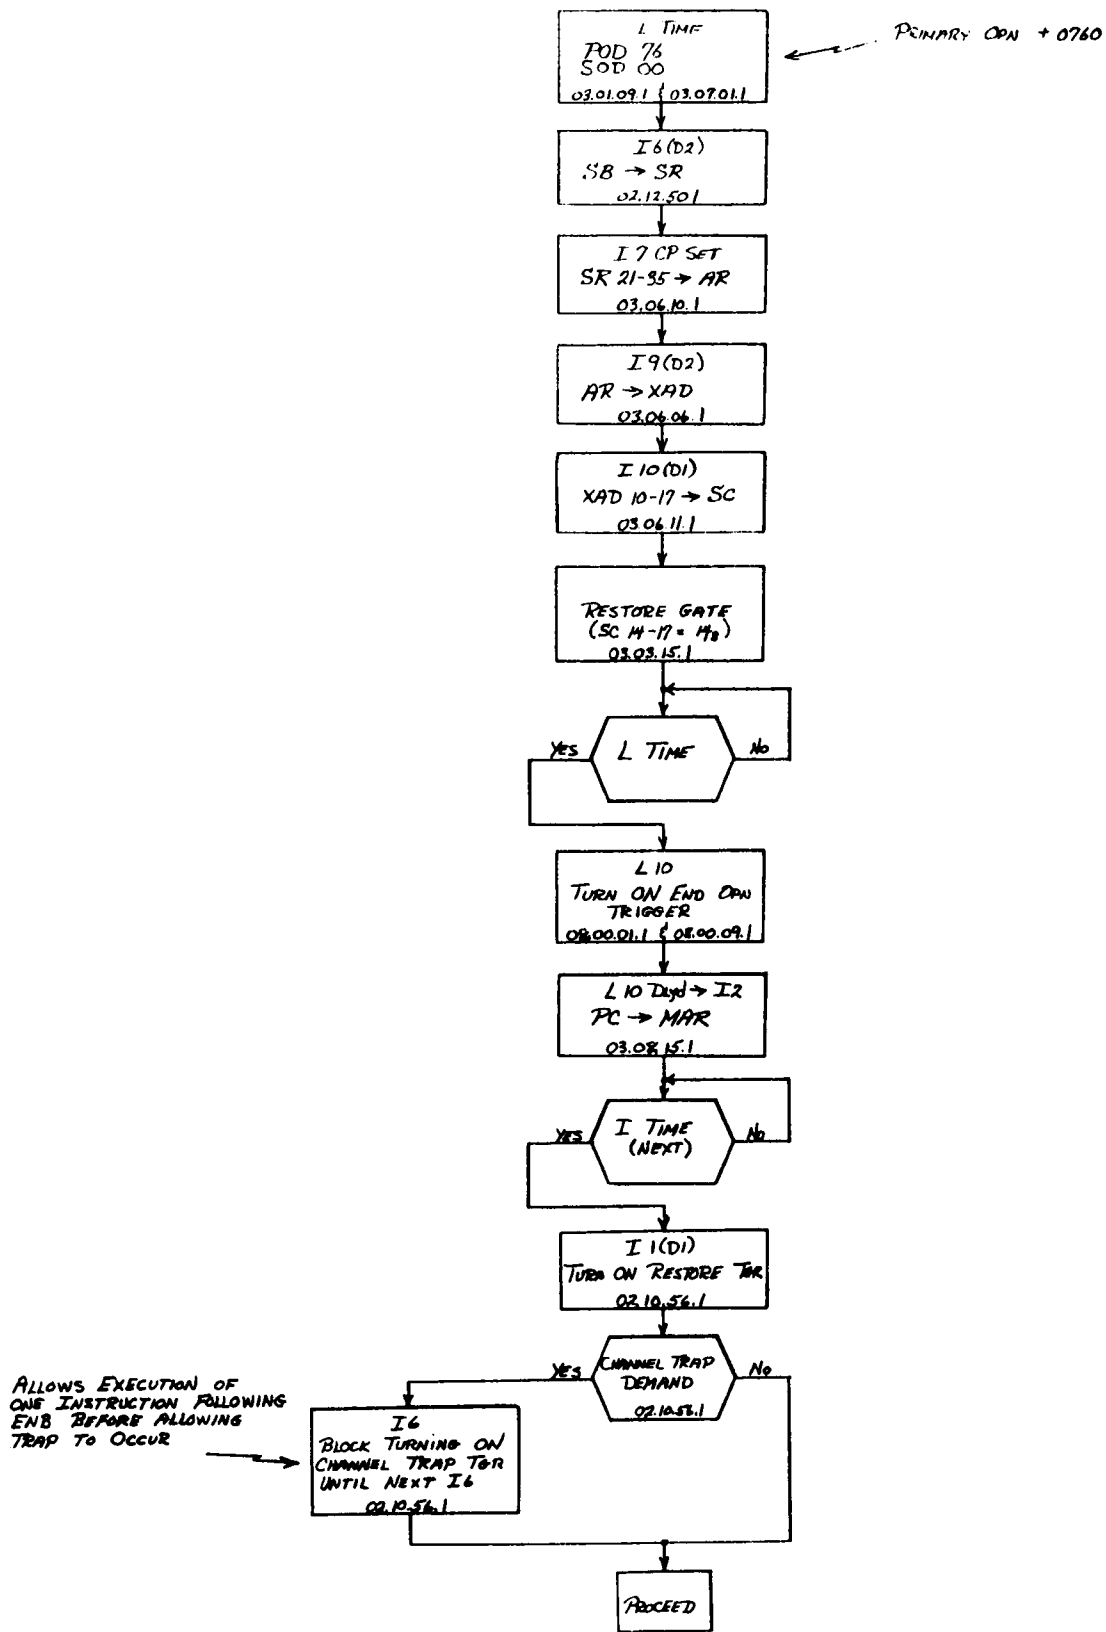 L TIME
POD 76
SOD 00
03.01.09.1 & 03.07.01.1
PRIMARY OPN + 0760
I6(D2)
SB → SR
02.12.50 1
I7 CP SET
SR 21-35 → AR
03.06.10.1
I9(D2)
AR → XAD
03.06.06.1
I10(D1)
XAD 10-17 → SC
03.06.11.1
RESTORE GATE
(SC 14-17 = 14₈)
03.03.15.1
YES
L TIME
NO
L10
TURN ON END OPN
TRIGGER
08.00.01.1 & 08.00.09.1
L10 Dlyd → I2
PC → MAR
03.08.15.1
YES
I TIME
(NEXT)
NO
I1(D1)
TURN ON RESTORE TGR
02.10.56.1
YES
CHANNEL TRAP
DEMAND
02.10.56.1
NO
ALLOWS EXECUTION OF
ONE INSTRUCTION FOLLOWING
ENB BEFORE ALLOWING
TRAP TO OCCUR
I6
BLOCK TURNING ON
CHANNEL TRAP TGR
UNTIL NEXT I6
02.10.56.1
PROCEED